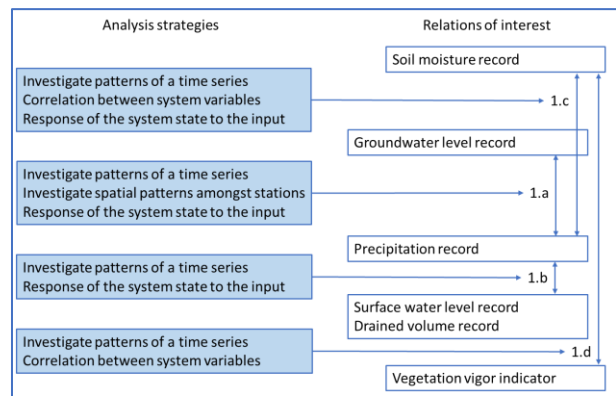 Analysis strategies
Relations of interest
Soil moisture record
Investigate patterns of a time series
Correlation between system variables
Response of the system state to the input
1.c
Groundwater level record
Investigate patterns of a time series
Investigate spatial patterns amongst stations
Response of the system state to the input
1.a
Precipitation record
Investigate patterns of a time series
Response of the system state to the input
1.b
Surface water level record
Drained volume record
Investigate patterns of a time series
Correlation between system variables
1.d
Vegetation vigor indicator